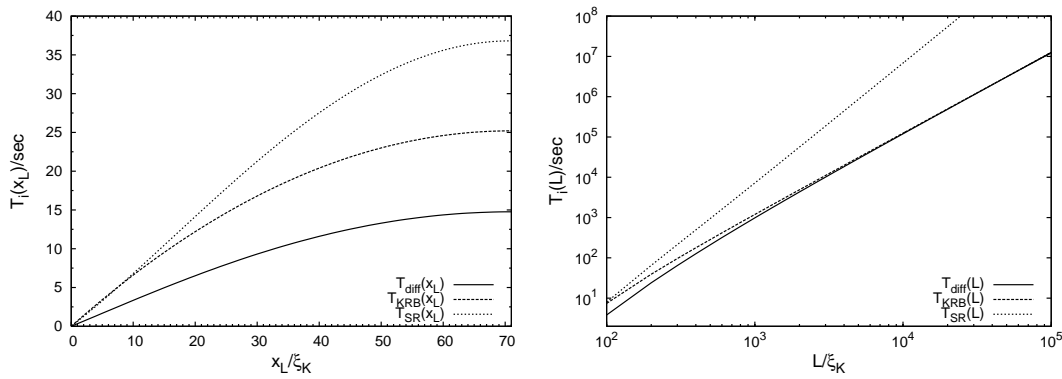 40
35
30
25
20
15
10
5
0
T_i(x_L)/sec
0 10 20 30 40 50 60 70
x_L/ξ_K
T_diff(x_L)
T_KRB(x_L)
T_SR(x_L)
10^8
10^7
10^6
10^5
10^4
10^3
10^2
10^1
T_i(L)/sec
10^2 10^3 10^4 10^5
L/ξ_K
T_diff(L)
T_KRB(L)
T_SR(L)